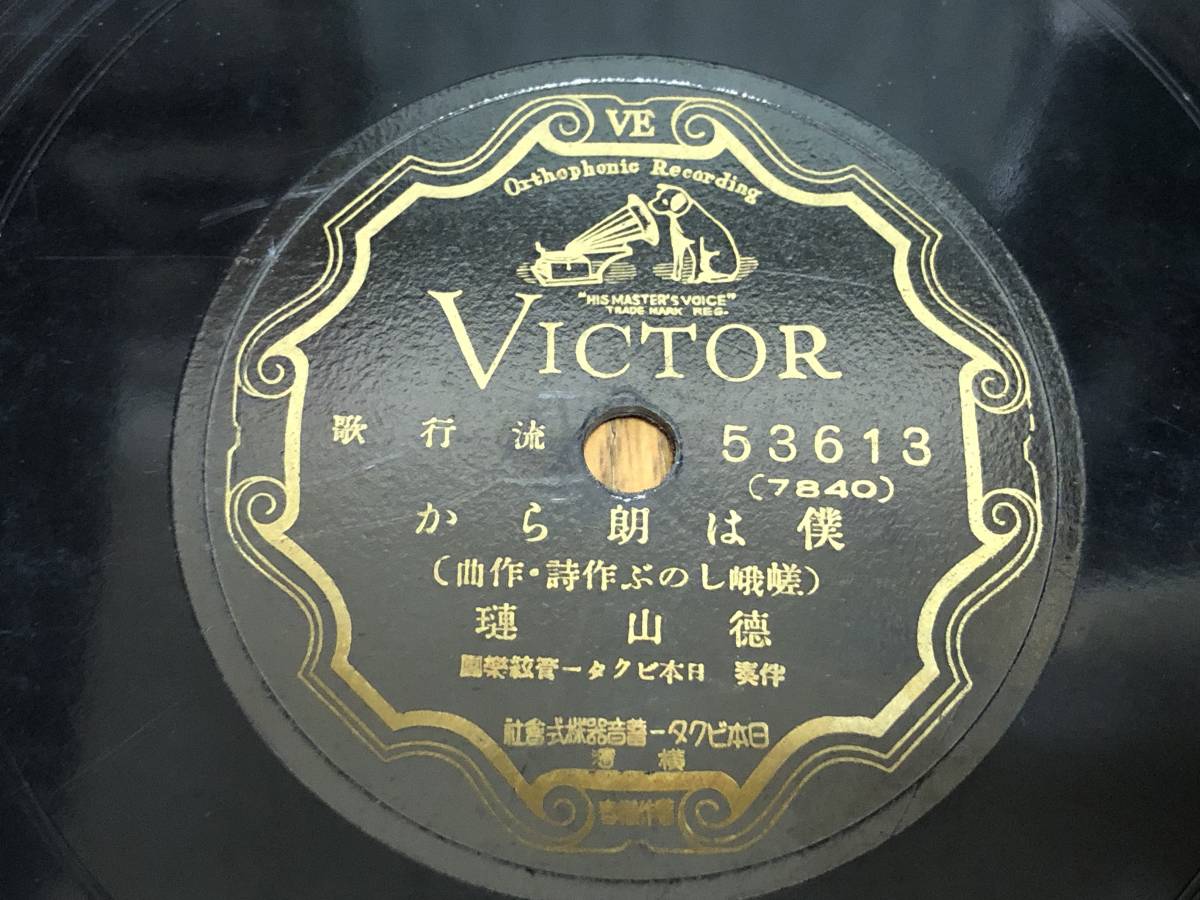 VE
Orthophonic Recording
"HIS MASTER'S VOICE"
TRADE MARK REG.
VICTOR
流行歌 53613
(7840)
僕は朗らか
(嵯峨しのぶ作詩・作曲)
德山 璉
伴奏 日本ビクター管絃樂團
日本ビクター蓄音器株式會社
横濱